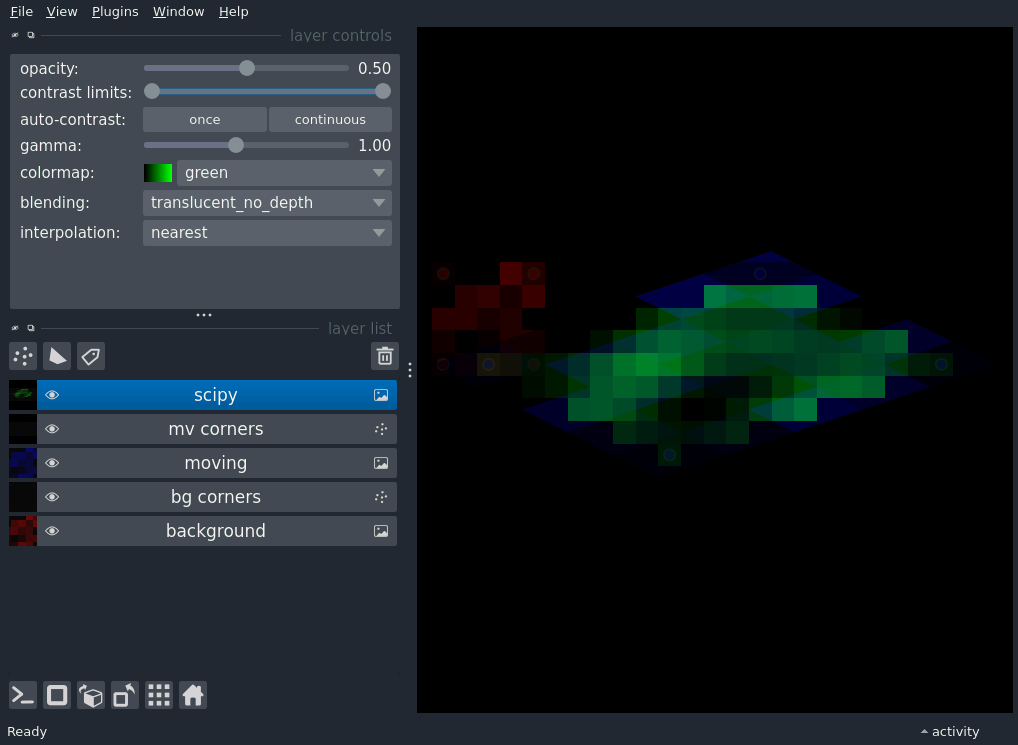 File View Plugins Window Help
layer controls
opacity: 0.50
contrast limits:
auto-contrast: once continuous
gamma: 1.00
colormap: green
blending: translucent_no_depth
interpolation: nearest
layer list
scipy
mv corners
moving
bg corners
background
Ready activity